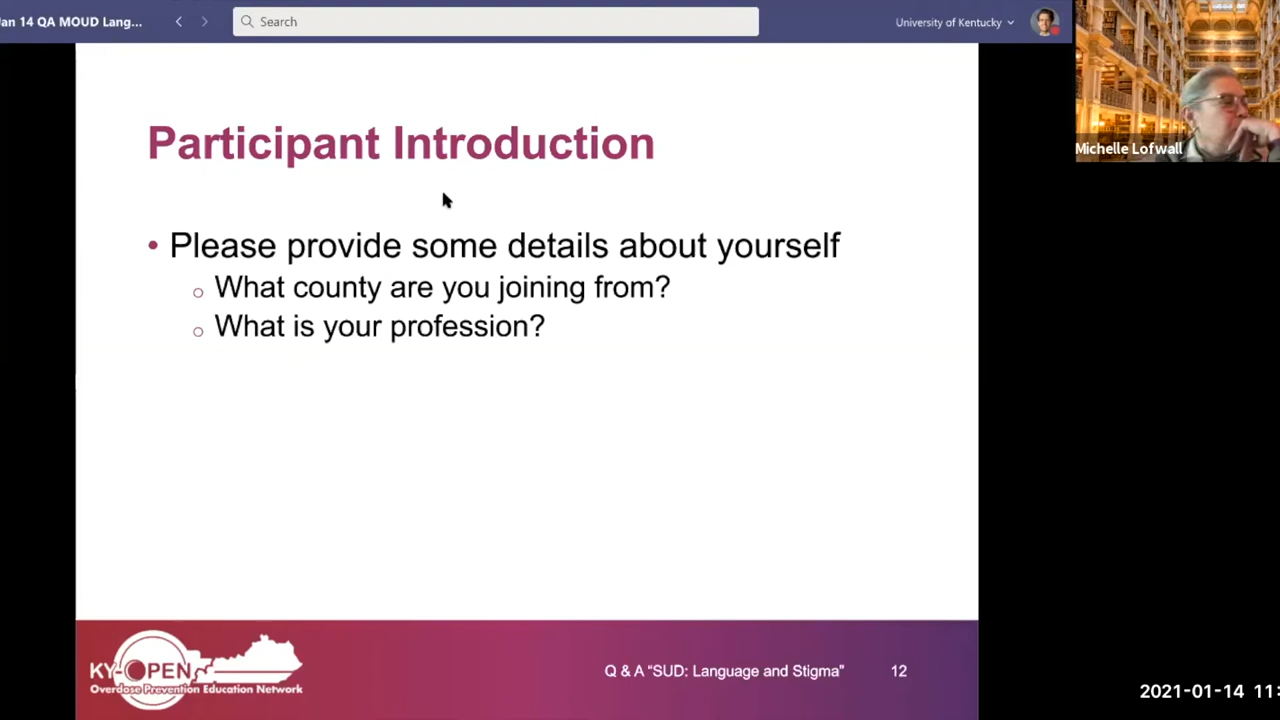 Jan 14 QA MOUD Lang...
Search
University of Kentucky
Michelle Lofwall
Participant Introduction
• Please provide some details about yourself
○ What county are you joining from?
○ What is your profession?
KY-OPEN
Overdose Prevention Education Network
Q & A “SUD: Language and Stigma”
12
2021-01-14 11: